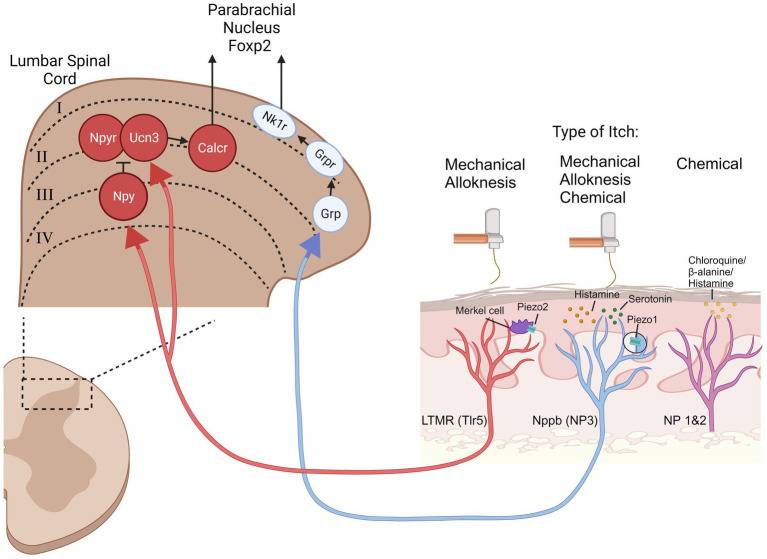 Parabrachial
Nucleus
Foxp2
Lumbar Spinal
Cord
I
II
III
IV
Npyr
Ucn3
Calcr
Npy
Nk1r
Grpr
Grp
Type of Itch:
Mechanical
Alloknesis
Mechanical
Alloknesis
Chemical
Chemical
Chloroquine/
β-alanine/
Histamine
Histamine
Serotonin
Merkel cell
Piezo2
Piezo1
LTMR (Tlr5)
Nppb (NP3)
NP 1&2